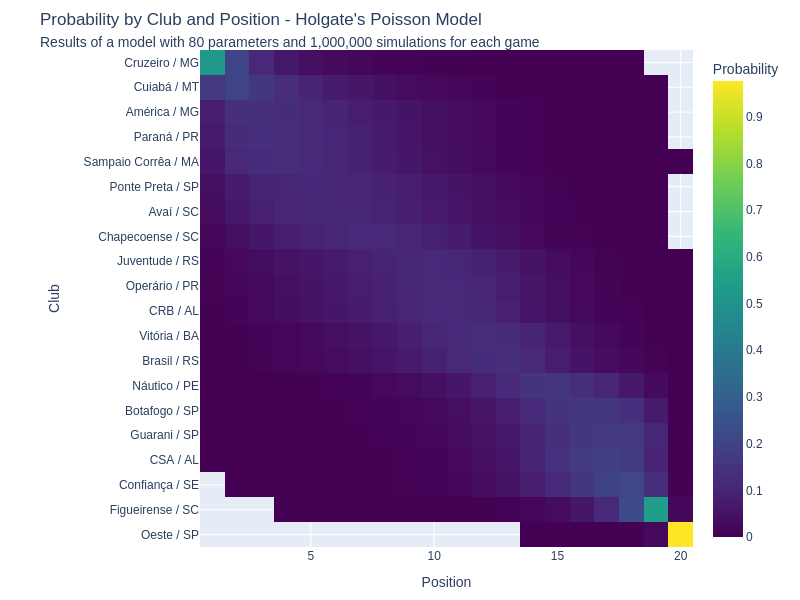 Probability by Club and Position - Holgate's Poisson Model
Results of a model with 80 parameters and 1,000,000 simulations for each game
Probability
Club
Cruzeiro / MG
Cuiabá / MT
América / MG
Paraná / PR
Sampaio Corrêa / MA
Ponte Preta / SP
Avaí / SC
Chapecoense / SC
Juventude / RS
Operário / PR
CRB / AL
Vitória / BA
Brasil / RS
Náutico / PE
Botafogo / SP
Guarani / SP
CSA / AL
Confiança / SE
Figueirense / SC
Oeste / SP
5 10 15 20
Position
0.9
0.8
0.7
0.6
0.5
0.4
0.3
0.2
0.1
0